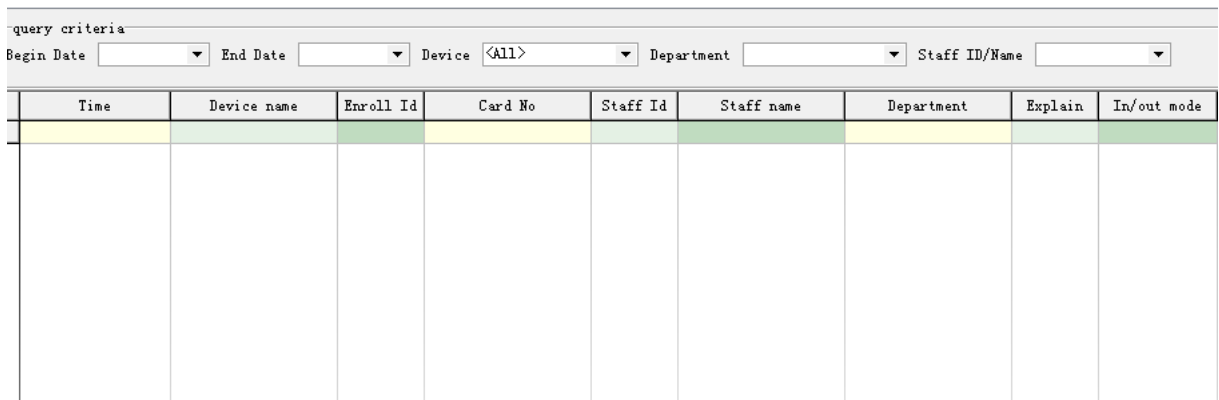 query criteria
Begin Date End Date Device <All> Department Staff ID/Name
Time Device name Enroll Id Card No Staff Id Staff name Department Explain In/out mode